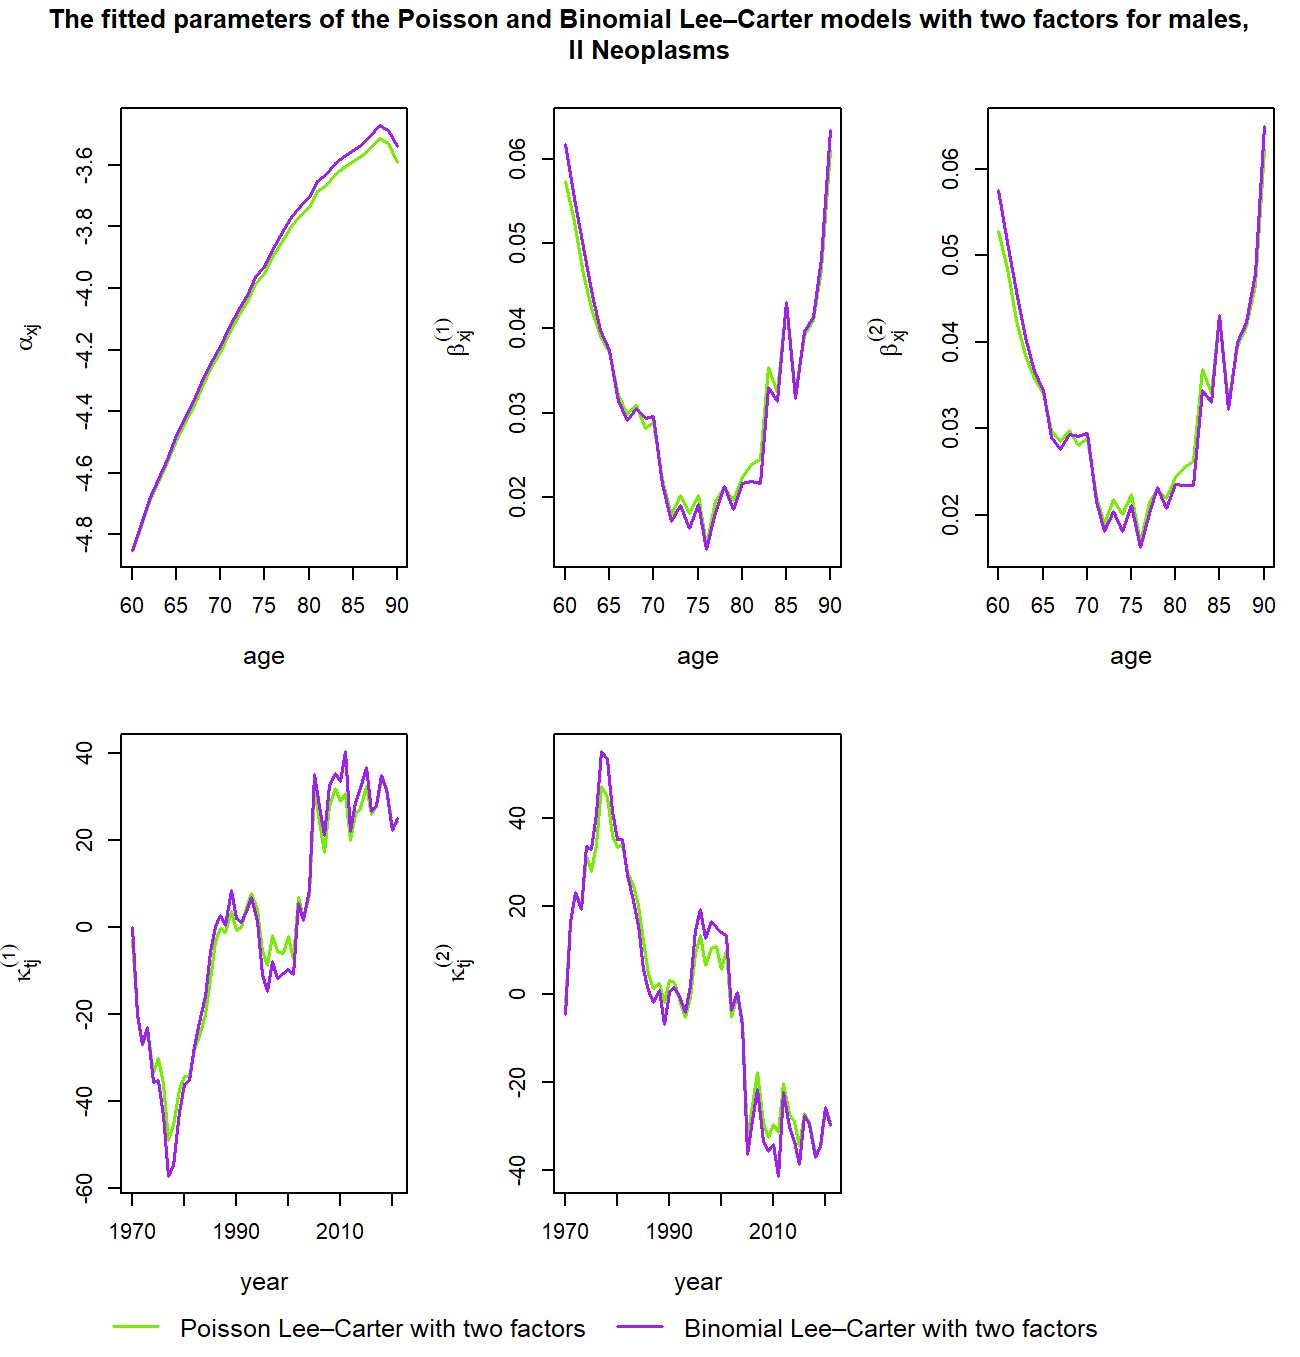 The fitted parameters of the Poisson and Binomial Lee–Carter models with two factors for males,
II Neoplasms
αxj
-4.8 -4.6 -4.4 -4.2 -4.0 -3.8 -3.6
60 65 70 75 80 85 90
age
β(1)xj
0.02 0.03 0.04 0.05 0.06
60 65 70 75 80 85 90
age
β(2)xj
0.02 0.03 0.04 0.05 0.06
60 65 70 75 80 85 90
age
κ(1)tj
-60 -40 -20 0 20 40
1970 1990 2010
year
κ(2)tj
-40 -20 0 20 40
1970 1990 2010
year
Poisson Lee–Carter with two factors Binomial Lee–Carter with two factors